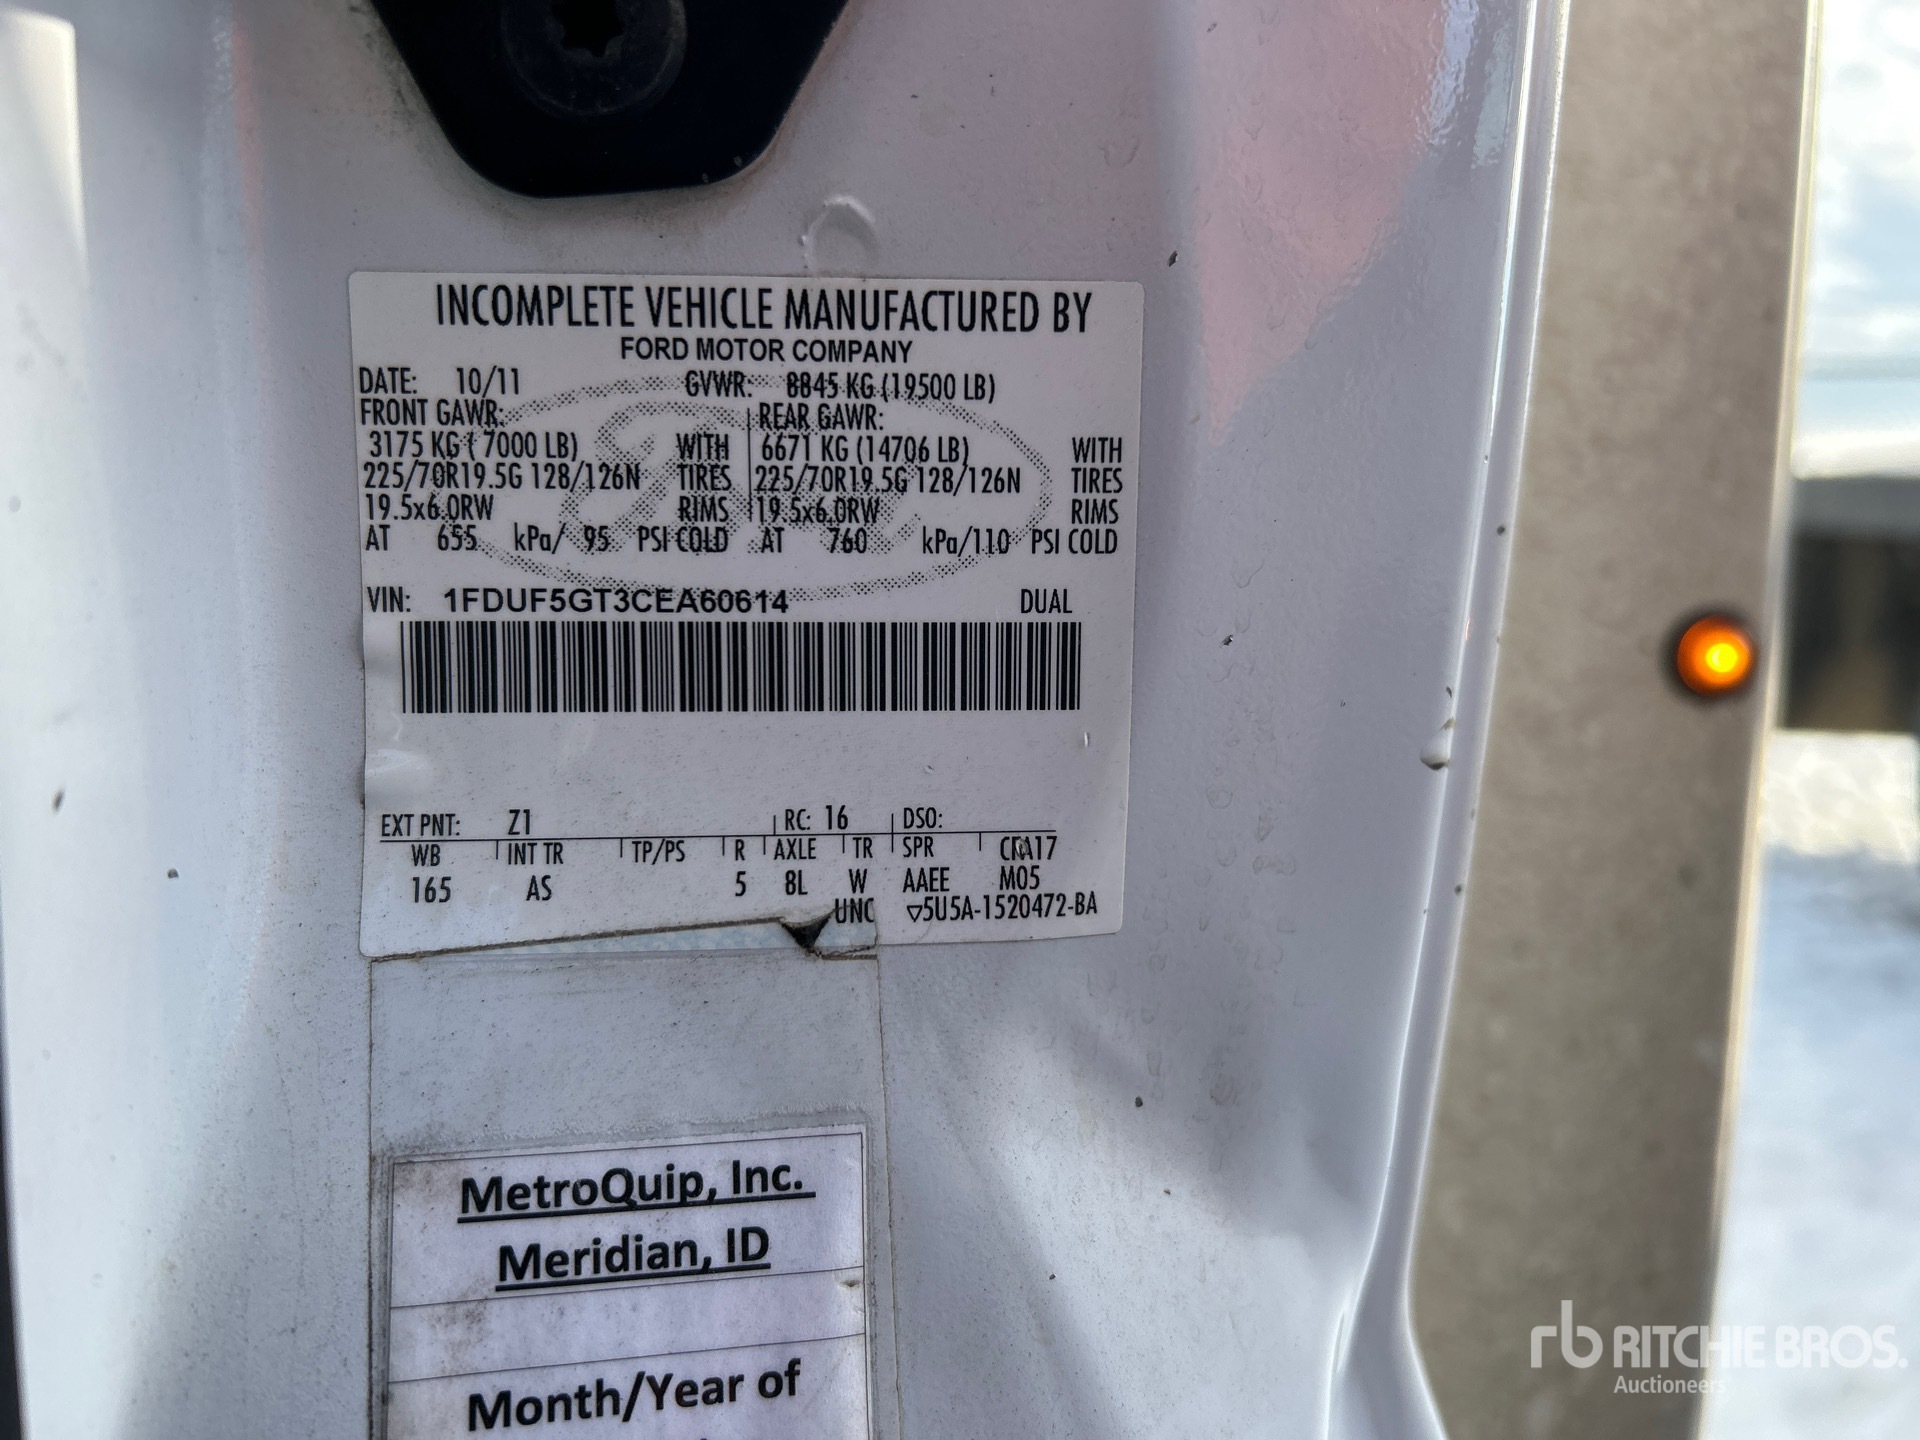 INCOMPLETE VEHICLE MANUFACTURED BY
FORD MOTOR COMPANY
DATE: 10/11 GVWR: 8845 KG (19500 LB)
FRONT GAWR: REAR GAWR:
3175 KG ( 7000 LB) WITH 6671 KG (14706 LB) WITH
225/70R19.5G 128/126N TIRES 225/70R19.5G 128/126N TIRES
19.5x6.0RW RIMS 19.5x6.0RW RIMS
AT 655 kPa/ 95 PSI COLD AT 760 kPa/110 PSI COLD
VIN: 1FDUF5GT3CEA60614 DUAL
EXT PNT: Z1 RC: 16 DSO:
WB INT TR TP/PS R AXLE TR SPR CFA17
165 AS 5 8L W AAEE M05
UNC ▽5U5A-1520472-BA
MetroQuip, Inc.
Meridian, ID
Month/Year of
rb RITCHIE BROS.
Auctioneers